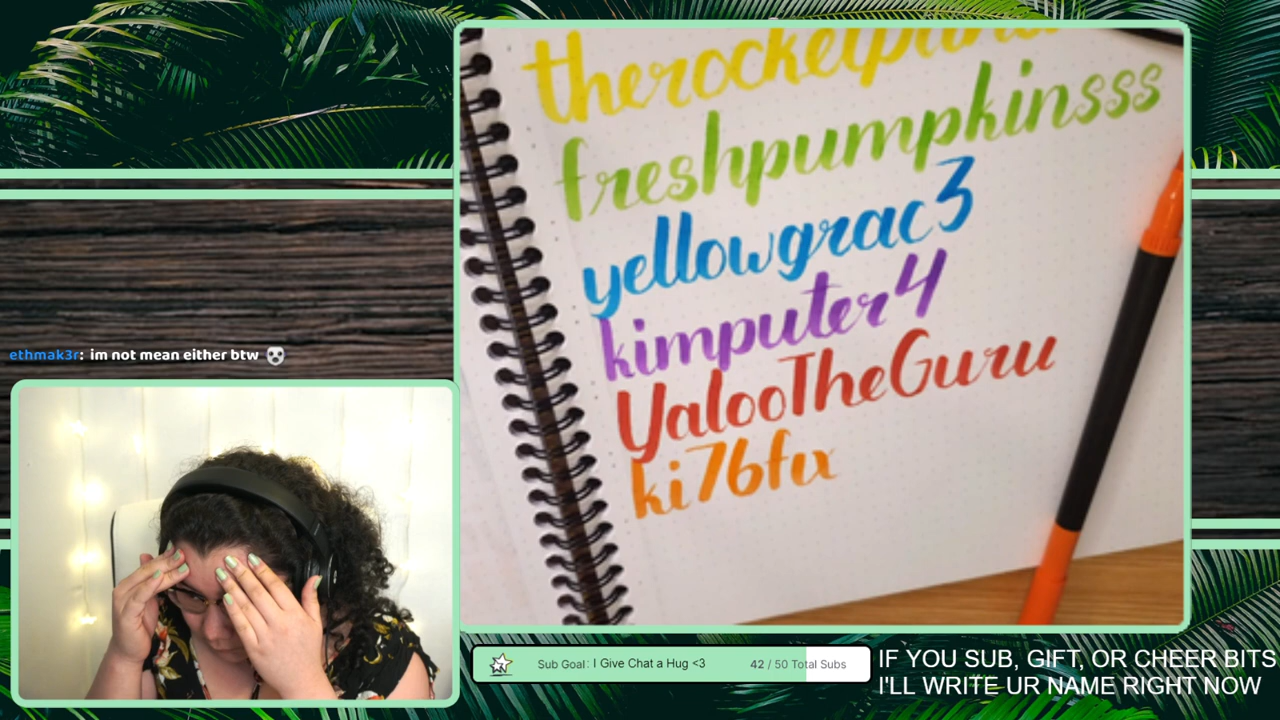 freshpumpkinsss
yellowgrac3
kimputer4
YalooTheGuru
ki76fux
ethmak3r: im not mean either btw
Sub Goal: I Give Chat a Hug <3 42 / 50 Total Subs
IF YOU SUB, GIFT, OR CHEER BITS
I'LL WRITE UR NAME RIGHT NOW